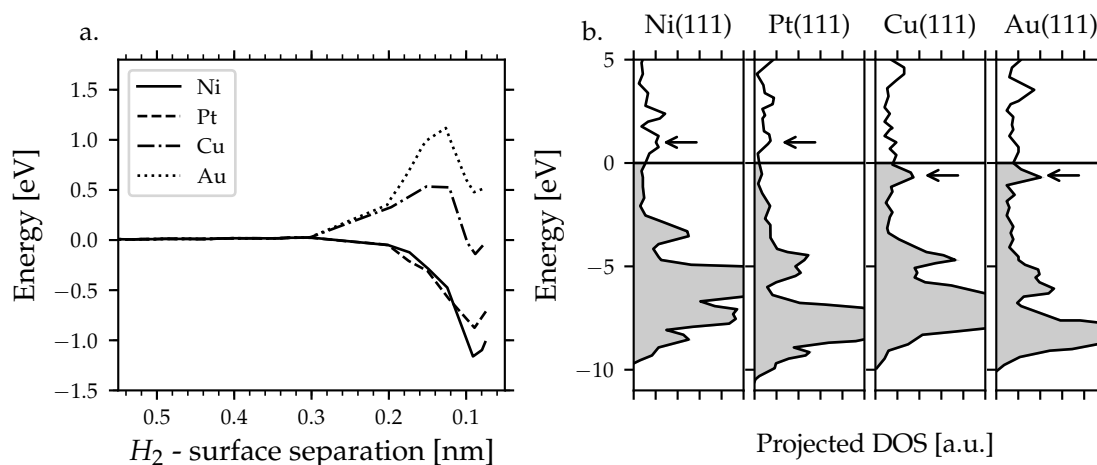 a.
Energy [eV]
1.5
1.0
0.5
0.0
−0.5
−1.0
−1.5
Ni
Pt
Cu
Au
0.5 0.4 0.3 0.2 0.1
H₂ - surface separation [nm]
b.
Ni(111) Pt(111) Cu(111) Au(111)
Energy [eV]
5
0
−5
−10
Projected DOS [a.u.]